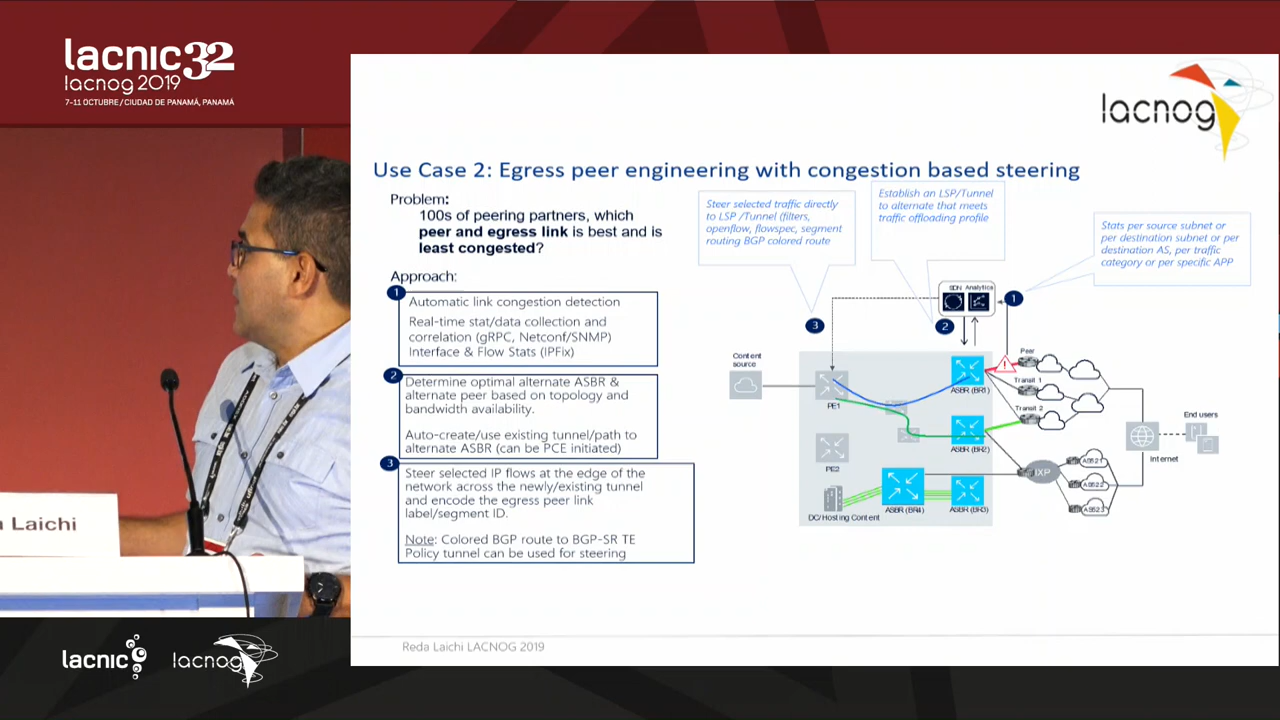 lacnic32
lacnog 2019
7-11 OCTUBRE / CIUDAD DE PANAMÁ, PANAMÁ
lacnog
Use Case 2: Egress peer engineering with congestion based steering
Problem:
100s of peering partners, which
peer and egress link is best and is
least congested?
Approach:
1
Automatic link congestion detection
Real-time stat/data collection and
correlation (gRPC, Netconf/SNMP)
Interface & Flow Stats (IPFix)
2
Determine optimal alternate ASBR &
alternate peer based on topology and
bandwidth availability.
Auto-create/use existing tunnel/path to
alternate ASBR (can be PCE initiated)
3
Steer selected IP flows at the edge of the
network across the newly/existing tunnel
and encode the egress peer link
label/segment ID.
Note: Colored BGP route to BGP-SR TE
Policy tunnel can be used for steering
Steer selected traffic directly
to LSP /Tunnel (filters,
openflow, flowspec, segment
routing BGP colored route
Establish an LSP/Tunnel
to alternate that meets
traffic offloading profile
Stats per source subnet or
per destination subnet or per
destination AS, per traffic
category or per specific APP
SDN Analytics
1
2
3
Content
source
PE1
PE2
DC/Hosting Content
ASBR (BR1)
ASBR (BR2)
ASBR (BR4)
ASBR (BR3)
Peer
Transit 1
Transit 2
IXP
AS521
AS522
AS523
Internet
End users
a Laichi
Reda Laichi LACNOG 2019
lacnic
lacnog